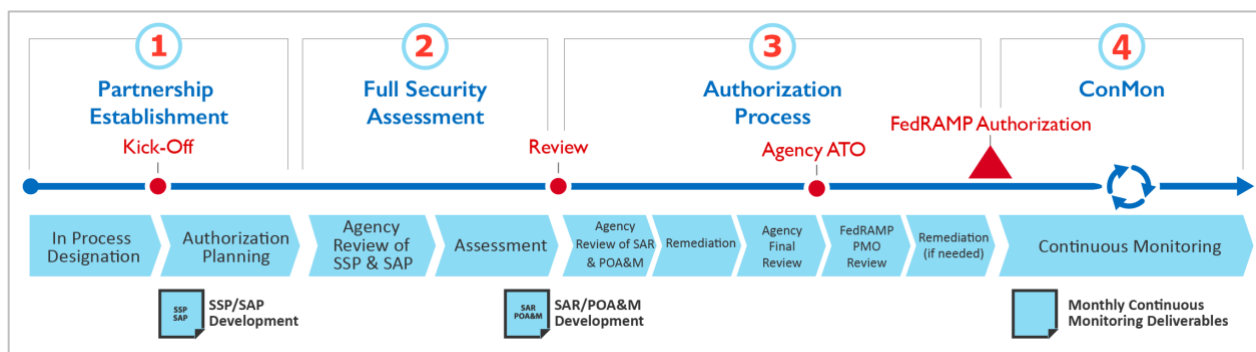 1
Partnership
Establishment
2
Full Security
Assessment
3
Authorization
Process
4
ConMon
Kick-Off
Review
Agency ATO
FedRAMP Authorization
In Process
Designation
Authorization
Planning
Agency
Review of
SSP & SAP
Assessment
Agency
Review of SAR
& POA&M
Remediation
Agency
Final
Review
FedRAMP
PMO
Review
Remediation
(if needed)
Continuous Monitoring
SSP
SAP
SSP/SAP
Development
SAR
POA&M
SAR/POA&M
Development
Monthly Continuous
Monitoring Deliverables